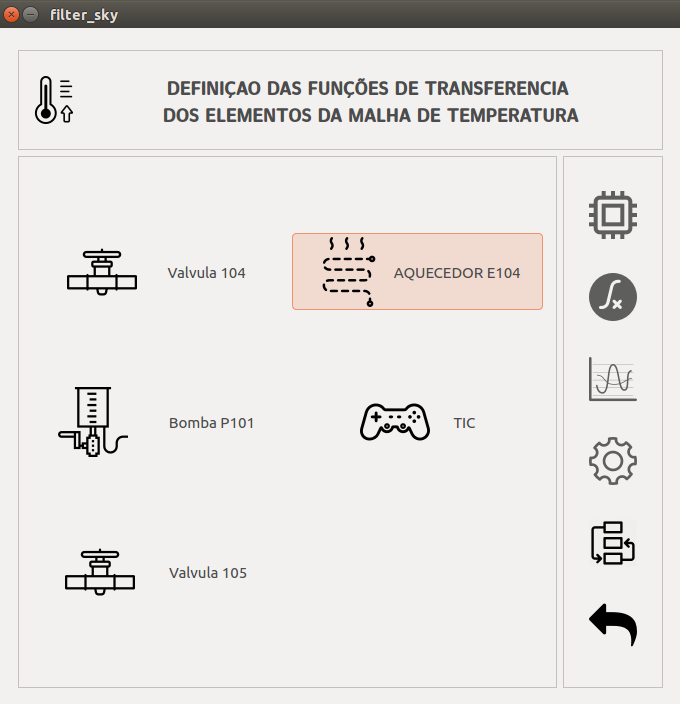 filter_sky
DEFINIÇAO DAS FUNÇÕES DE TRANSFERENCIA
DOS ELEMENTOS DA MALHA DE TEMPERATURA
Valvula 104
AQUECEDOR E104
Bomba P101
TIC
Valvula 105